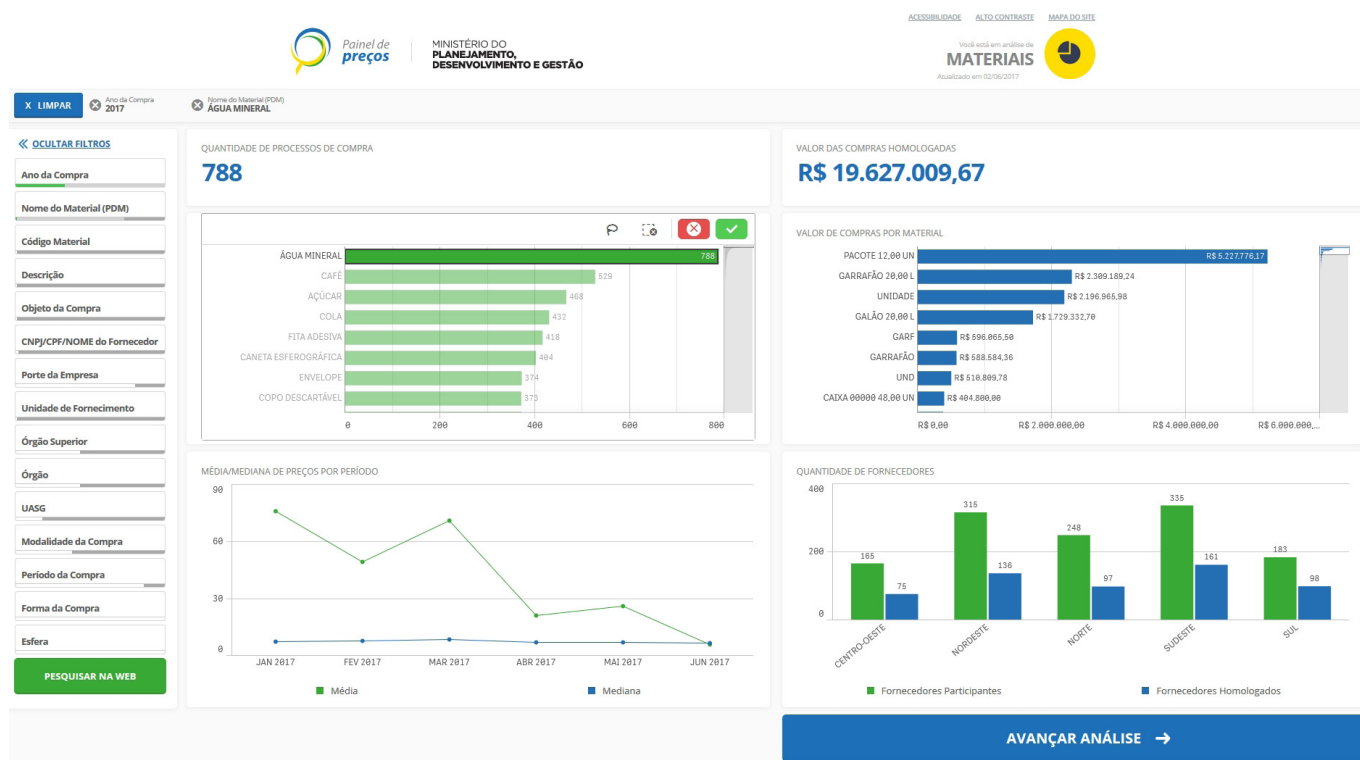 ACESSIBILIDADE ALTO CONTRASTE MAPA DO SITE
Painel de
preços
MINISTÉRIO DO
PLANEJAMENTO,
DESENVOLVIMENTO E GESTÃO
Você está em análise de
MATERIAIS
Atualizado em 02/06/2017
X LIMPAR
Ano da Compra
2017
Nome do Material (PDM)
ÁGUA MINERAL
OCULTAR FILTROS
Ano da Compra
Nome do Material (PDM)
Código Material
Descrição
Objeto da Compra
CNPJ/CPF/NOME do Fornecedor
Porte da Empresa
Unidade de Fornecimento
Órgão Superior
Órgão
UASG
Modalidade da Compra
Período da Compra
Forma da Compra
Esfera
PESQUISAR NA WEB
QUANTIDADE DE PROCESSOS DE COMPRA
788
VALOR DAS COMPRAS HOMOLOGADAS
R$ 19.627.009,67
ÁGUA MINERAL 788
CAFÉ 529
AÇÚCAR 468
COLA 432
FITA ADESIVA 418
CANETA ESFEROGRÁFICA 404
ENVELOPE 374
COPO DESCARTÁVEL 373
0 200 400 600 800
VALOR DE COMPRAS POR MATERIAL
PACOTE 12,00 UN R$ 5.227.776,17
GARRAFÃO 20,00 L R$ 2.309.189,24
UNIDADE R$ 2.196.965,98
GALÃO 20,00 L R$ 1.729.332,70
GARF R$ 596.065,50
GARRAFÃO R$ 588.584,36
UND R$ 510.809,78
CAIXA 00000 48,00 UN R$ 404.800,00
R$ 0,00 R$ 2.000.000,00 R$ 4.000.000,00 R$ 6.000.000,...
MÉDIA/MEDIANA DE PREÇOS POR PERÍODO
90
60
30
0
JAN 2017 FEV 2017 MAR 2017 ABR 2017 MAI 2017 JUN 2017
Média Mediana
QUANTIDADE DE FORNECEDORES
400
200
0
165 75 315 136 248 97 335 161 183 98
CENTRO-OESTE NORDESTE NORTE SUDESTE SUL
Fornecedores Participantes Fornecedores Homologados
AVANÇAR ANÁLISE